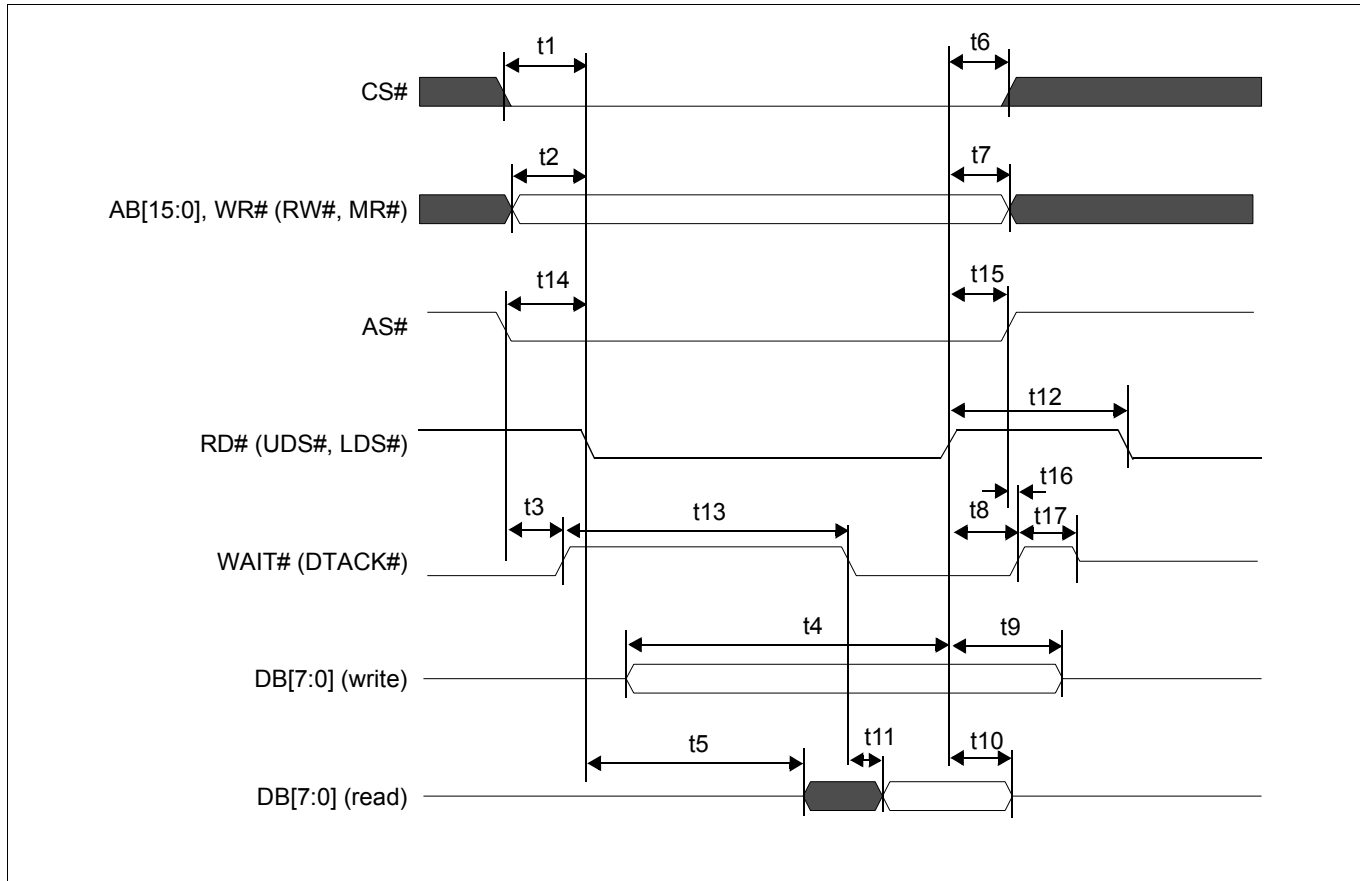 t1
t6
CS#
t2
t7
AB[15:0], WR# (RW#, MR#)
t14
t15
AS#
t12
RD# (UDS#, LDS#)
t16
t3
t13
t8
t17
WAIT# (DTACK#)
t4
t9
DB[7:0] (write)
t5
t11
t10
DB[7:0] (read)